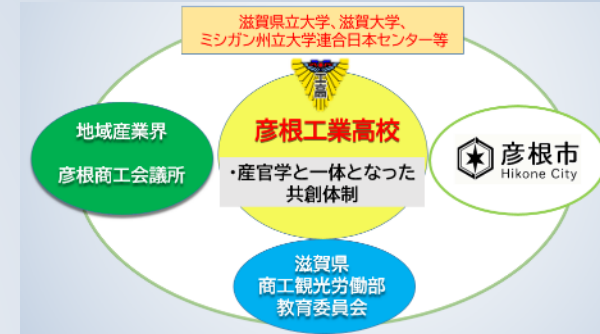 滋賀県立大学、滋賀大学、
ミシガン州立大学連合日本センター等
工高
彦根工業高校
・産官学と一体となった
共創体制
地域産業界
彦根商工会議所
彦根市
Hikone City
滋賀県
商工観光労働部
教育委員会